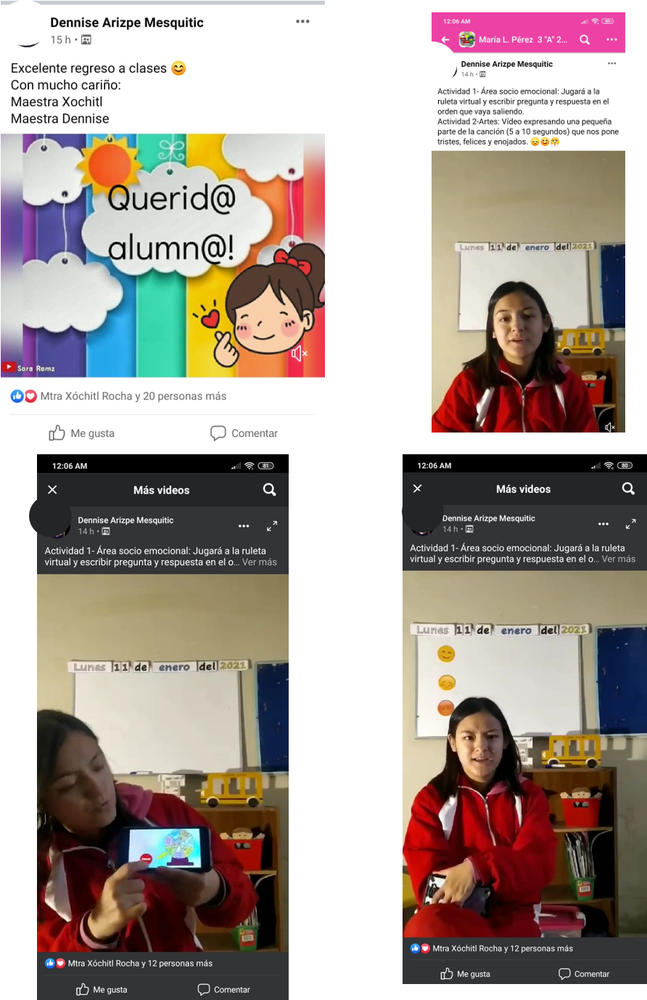 Dennise Arizpe Mesquitic
15 h
Excelente regreso a clases
Con mucho cariño:
Maestra Xochitl
Maestra Dennise
Querid@
alumn@!
Sara Ramz
Mtra Xóchitl Rocha y 20 personas más
Me gusta
Comentar
12:06 AM
81
María L. Pérez 3 "A" 2...
Dennise Arizpe Mesquitic
14 h
Actividad 1- Área socio emocional: Jugará a la
ruleta virtual y escribir pregunta y respuesta en el
orden que vaya saliendo.
Actividad 2-Artes: Vídeo expresando una pequeña
parte de la canción (5 a 10 segundos) que nos pone
tristes, felices y enojados.
Lunes 11 de enero del 2021
12:06 AM
81
Más videos
Dennise Arizpe Mesquitic
14 h
Actividad 1- Área socio emocional: Jugará a la ruleta
virtual y escribir pregunta y respuesta en el o... Ver más
Lunes 11 de enero del 2021
Mtra Xóchitl Rocha y 12 personas más
Me gusta
Comentar
12:06 AM
80
Más videos
Dennise Arizpe Mesquitic
14 h
Actividad 1- Área socio emocional: Jugará a la ruleta
virtual y escribir pregunta y respuesta en el o... Ver más
Lunes 11 de enero del 2021
Mtra Xóchitl Rocha y 12 personas más
Me gusta
Comentar